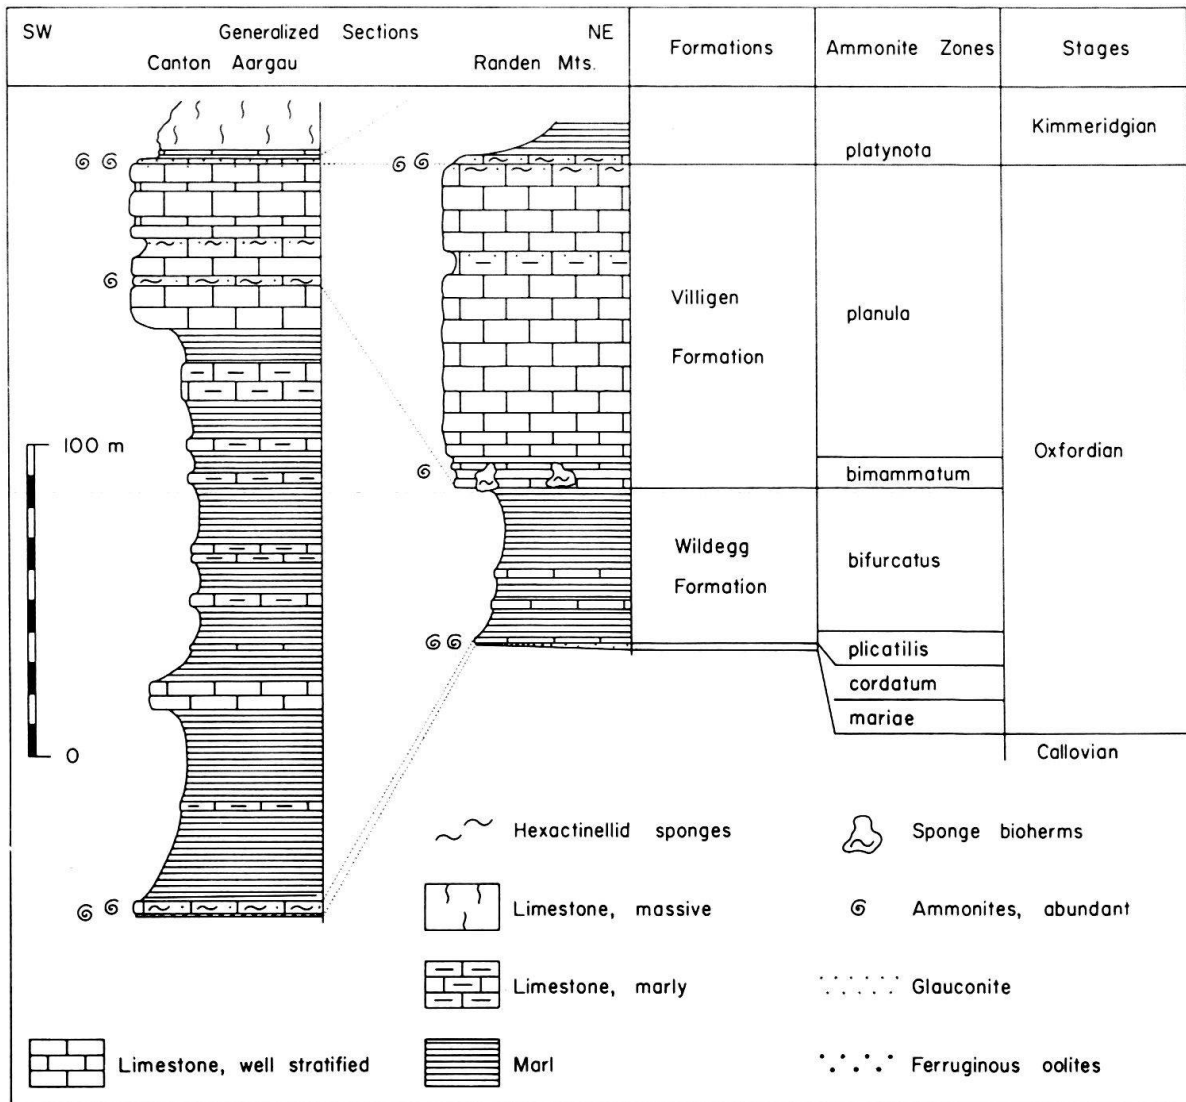 SW Generalized Sections NE
Canton Aargau Randen Mts.
Formations
Ammonite Zones
Stages
Kimmeridgian
platynota
Villigen
Formation
planula
Oxfordian
100 m
bimammatum
Wildegg
Formation
bifurcatus
plicatilis
cordatum
mariae
0
Callovian
Hexactinellid sponges
Sponge bioherms
Limestone, massive
Ammonites, abundant
Limestone, marly
Glauconite
Limestone, well stratified
Marl
Ferruginous oolites